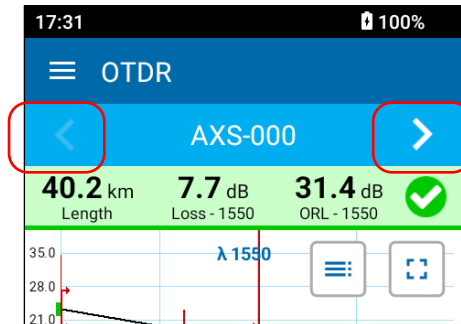 17:31 100%
OTDR
AXS-000
40.2 km 7.7 dB 31.4 dB
Length Loss - 1550 ORL - 1550
35.0 λ 1550
28.0
21.0